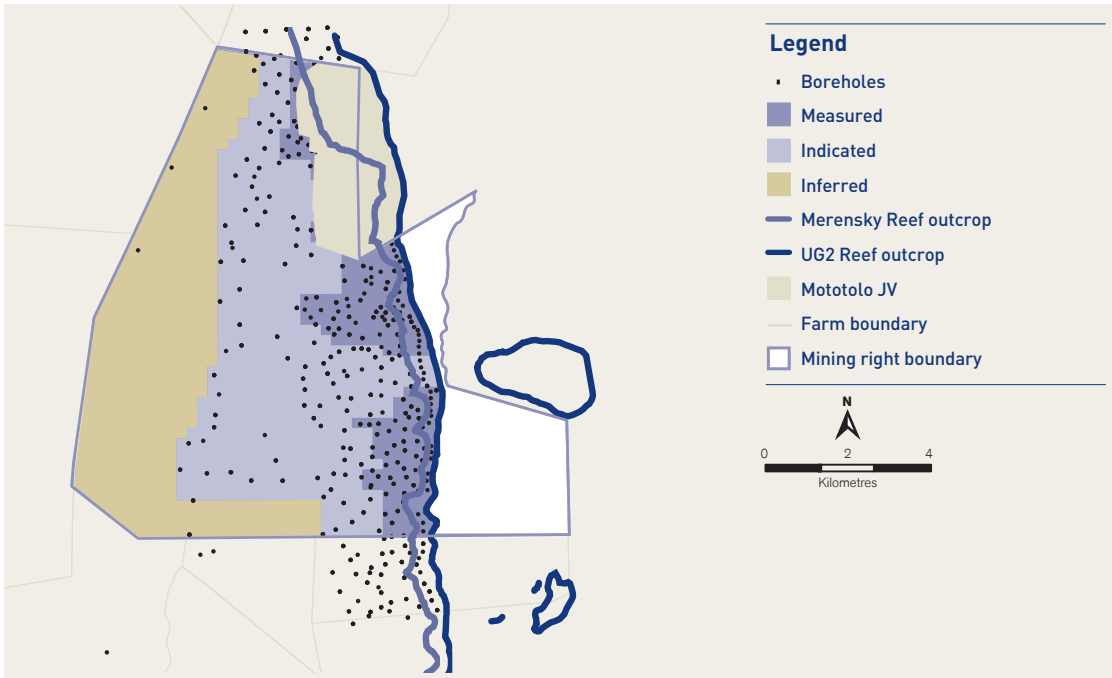 Legend
Boreholes
Measured
Indicated
Inferred
Merensky Reef outcrop
UG2 Reef outcrop
Mototolo JV
Farm boundary
Mining right boundary
N
0 2 4
Kilometres